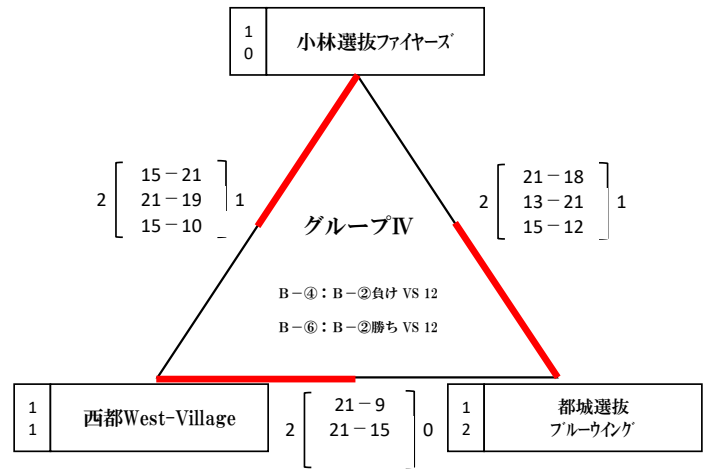 1
0
小林選抜ファイヤーズ
15－21
2 21－19 1
15－10
21－18
2 13－21 1
15－12
グループⅣ
B－④：B－②負け VS 12
B－⑥：B－②勝ち VS 12
1
1
西都West-Village
21－9
2 21－15 0
1
2
都城選抜
ブルーウイング